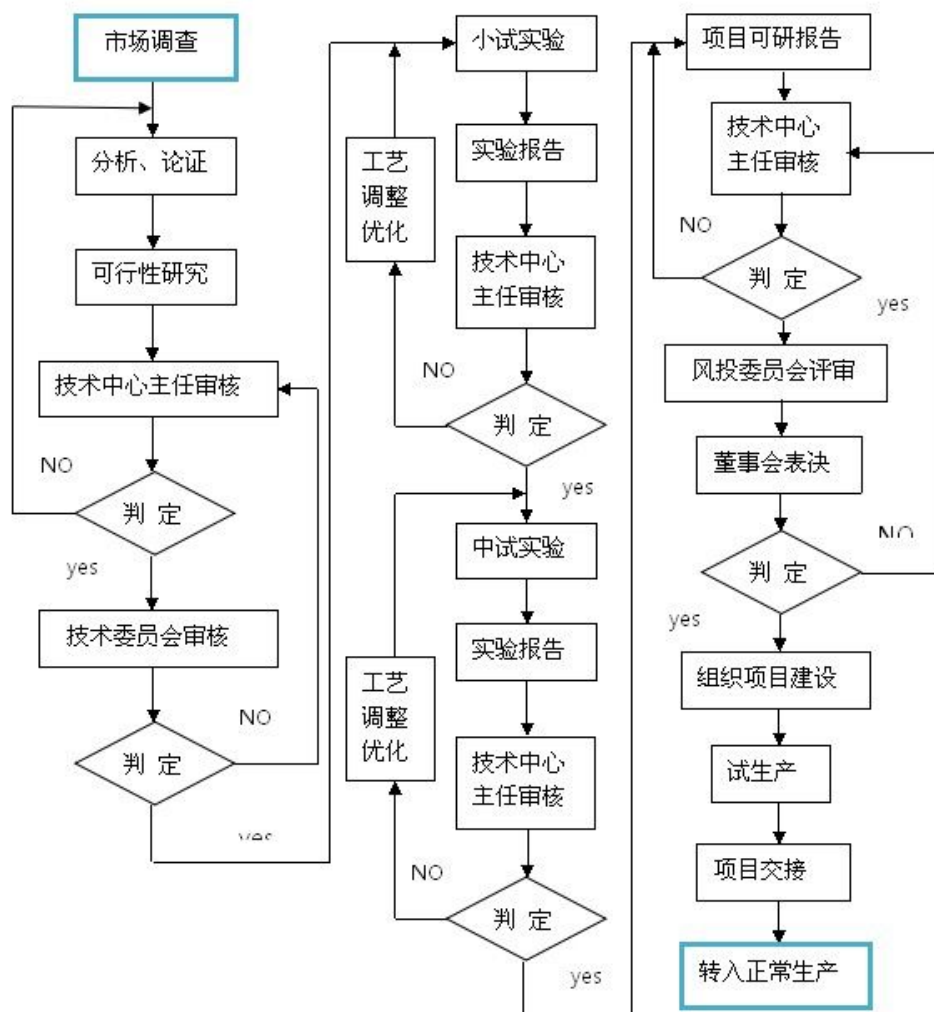 市场调查
分析、论证
可行性研究
技术中心主任审核
NO
判 定
yes
技术委员会审核
NO
判 定
yes
小试实验
实验报告
工艺
调整
优化
技术中心
主任审核
NO
判 定
yes
中试实验
实验报告
工艺
调整
优化
技术中心
主任审核
NO
判 定
yes
项目可研报告
技术中心
主任审核
NO
判 定
yes
风投委员会评审
董事会表决
NO
判 定
yes
组织项目建设
试生产
项目交接
转入正常生产